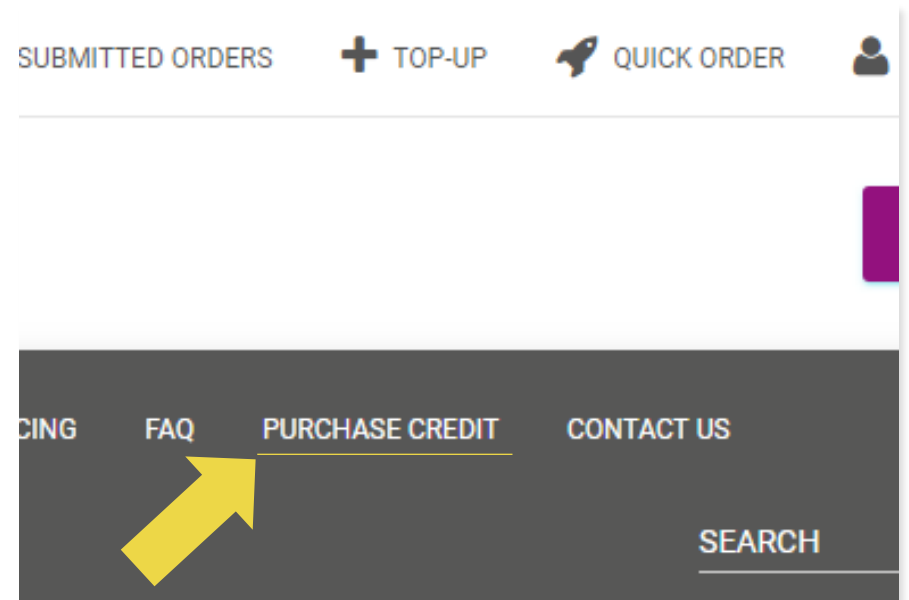 SUBMITTED ORDERS TOP-UP QUICK ORDER
CING FAQ PURCHASE CREDIT CONTACT US
SEARCH